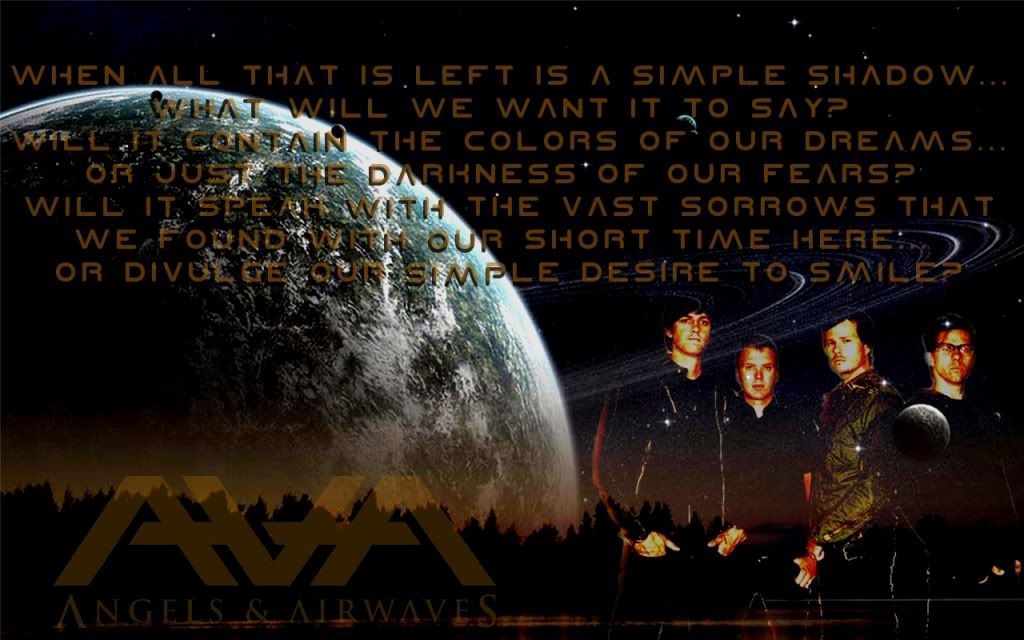 WHEN ALL THAT IS LEFT IS A SIMPLE SHADOW...
WHAT WILL WE WANT IT TO SAY?
WILL IT CONTAIN THE COLORS OF OUR DREAMS...
OR JUST THE DARKNESS OF OUR FEARS?
WILL IT SPEAK WITH THE VAST SORROWS THAT
WE FOUND WITH OUR SHORT TIME HERE...
OR DIVULGE OUR SIMPLE DESIRE TO SMILE?
AVA
ANGELS & AIRWAVES